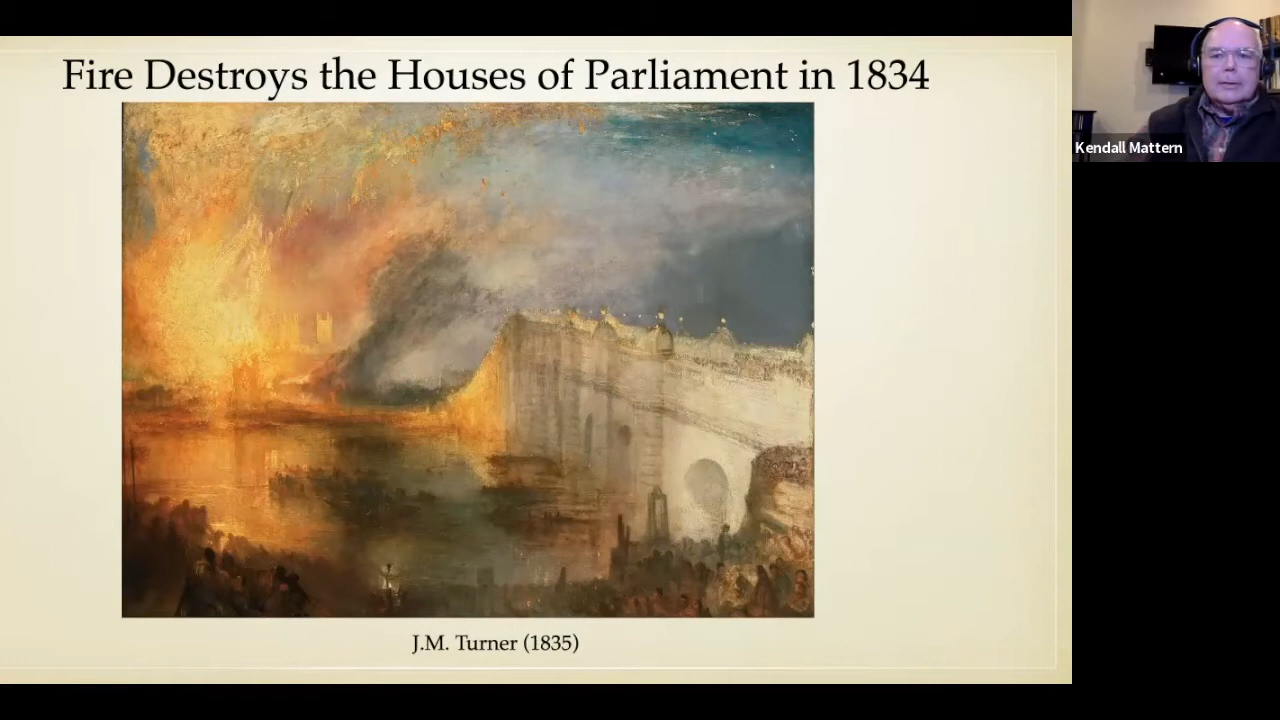 Fire Destroys the Houses of Parliament in 1834
Kendall Mattern
J.M. Turner (1835)